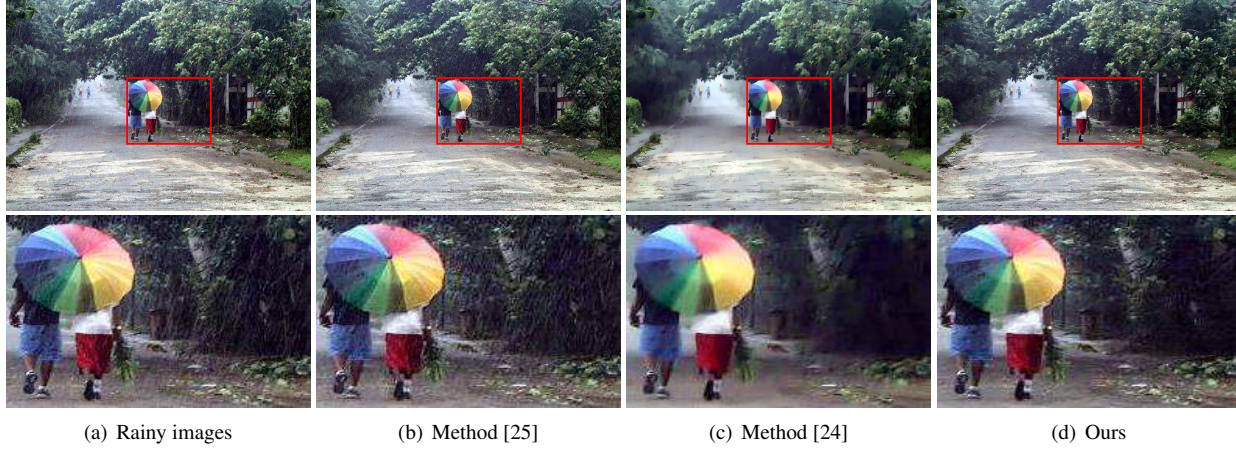 (a) Rainy images
(b) Method [25]
(c) Method [24]
(d) Ours